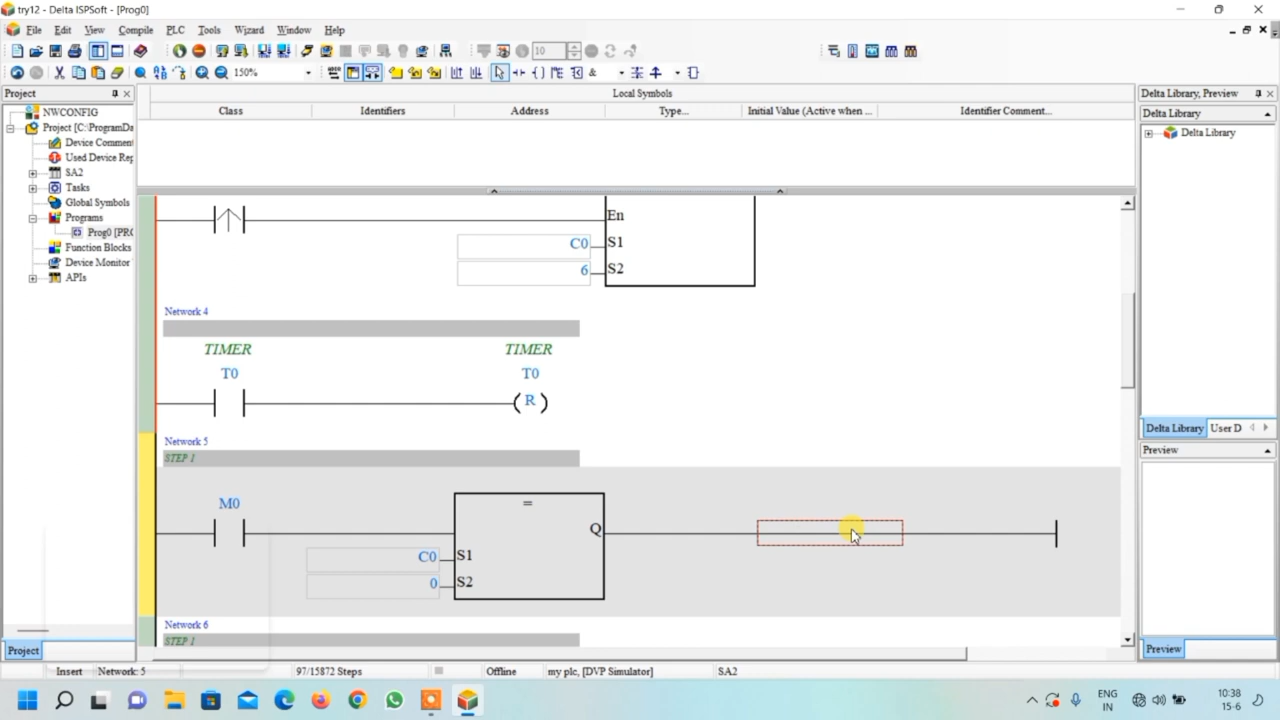 try12 - Delta ISPSoft - [Prog0]
File Edit View Compile PLC Tools Wizard Window Help
10
150% &
Project
Local Symbols
Delta Library, Preview
Class Identifiers Address Type... Initial Value (Active when ... Identifier Comment...
Delta Library
Delta Library
NWCONFIG
Project [C:\ProgramDa
Device Commen
Used Device Rep
SA2
Tasks
Global Symbols
Programs
Prog0 [PRO
Function Blocks
Device Monitor
APIs
En
C0 S1
6 S2
Network 4
TIMER TIMER
T0 T0
R
Network 5
STEP 1
M0 =
Q
C0 S1
0 S2
Network 6
STEP 1
Delta Library User D
Preview
Project
Preview
Insert Network: 5 97/15872 Steps Offline my plc, [DVP Simulator] SA2
ENG
IN
10:38
15-6